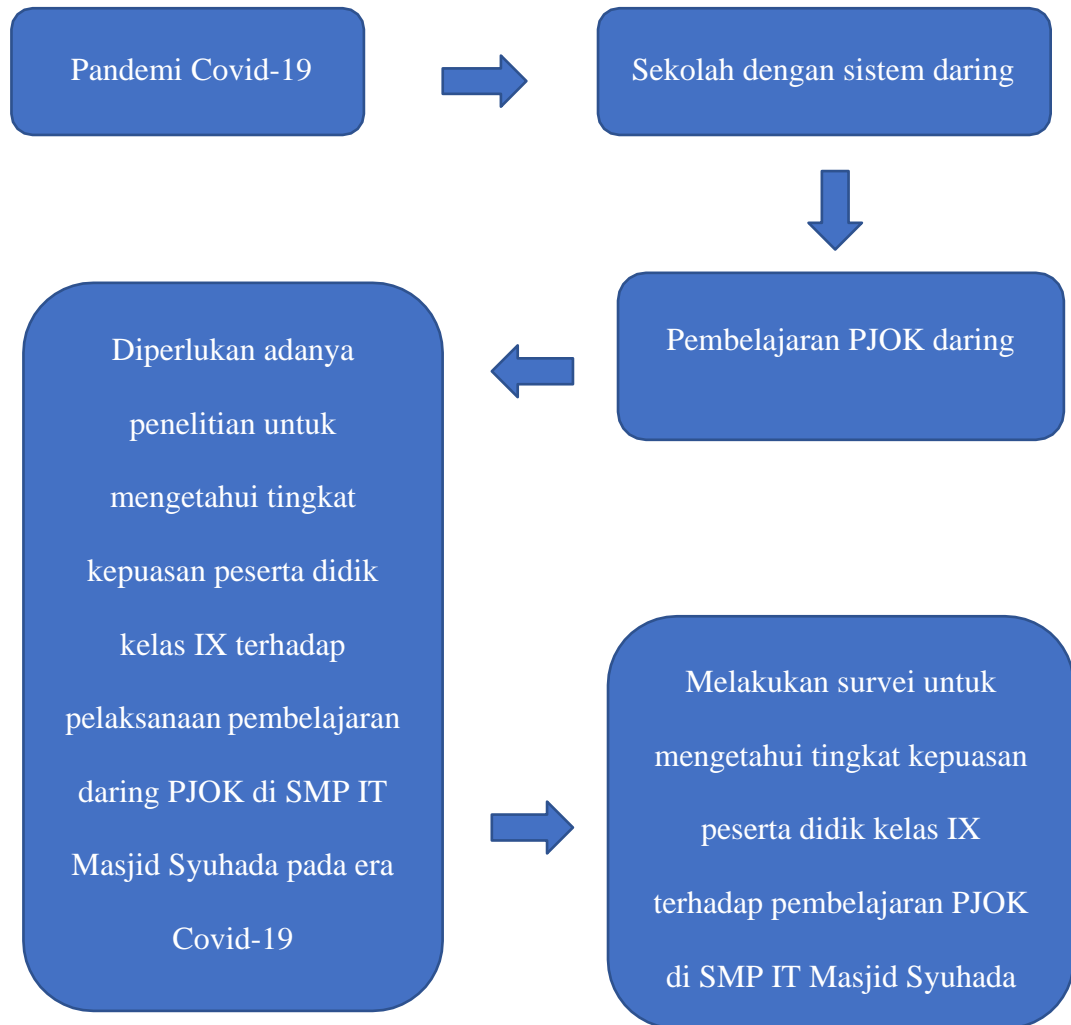 Pandemi Covid-19
Sekolah dengan sistem daring
Pembelajaran PJOK daring
Diperlukan adanya
penelitian untuk
mengetahui tingkat
kepuasan peserta didik
kelas IX terhadap
pelaksanaan pembelajaran
daring PJOK di SMP IT
Masjid Syuhada pada era
Covid-19
Melakukan survei untuk
mengetahui tingkat kepuasan
peserta didik kelas IX
terhadap pembelajaran PJOK
di SMP IT Masjid Syuhada